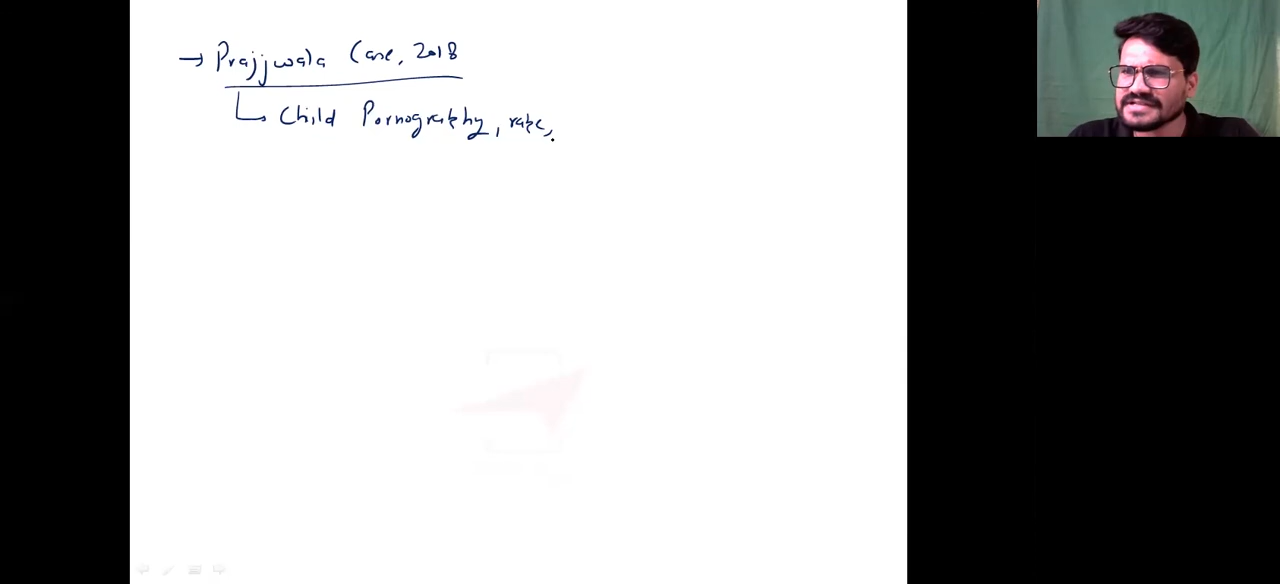 → Prajjwala Case, 2018
↳ Child Pornography, rape,